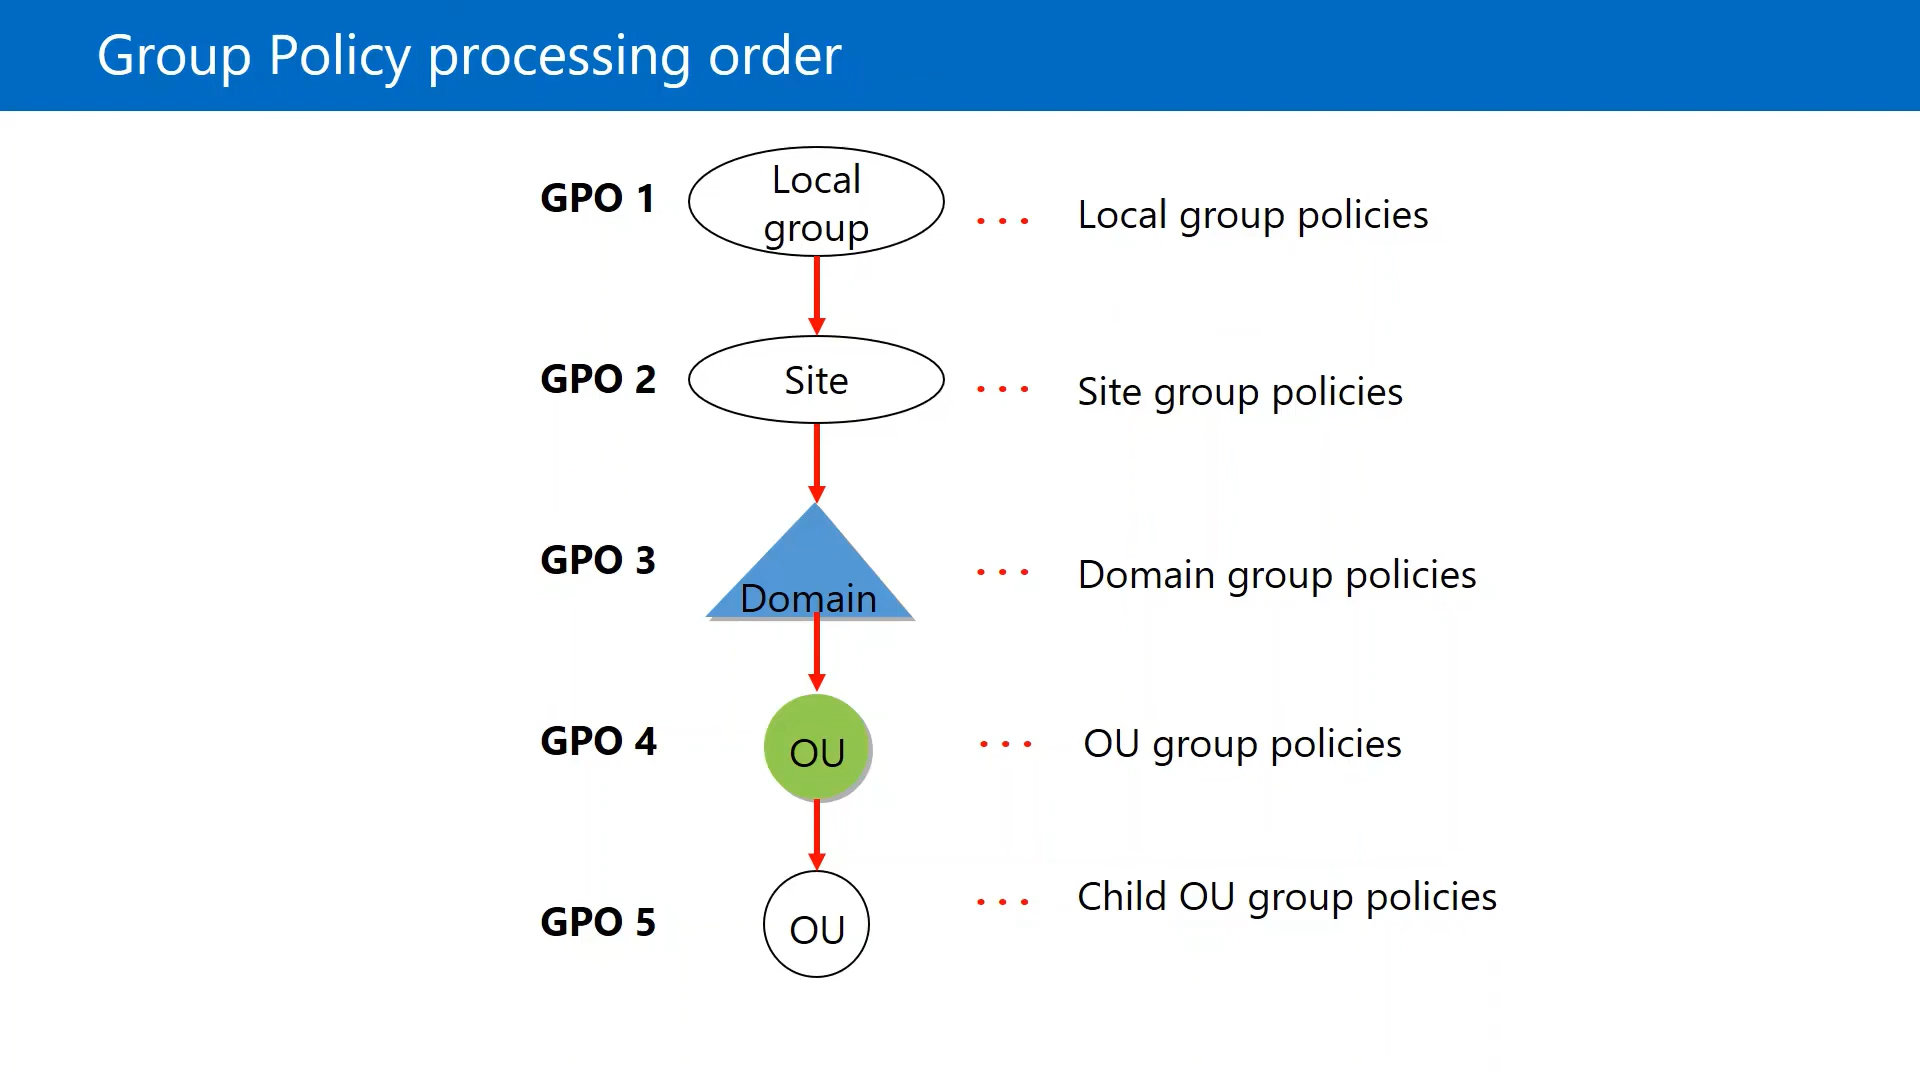 Group Policy processing order
GPO 1
Local
group
... Local group policies
GPO 2
Site
... Site group policies
GPO 3
Domain
... Domain group policies
GPO 4
OU
... OU group policies
GPO 5
OU
... Child OU group policies